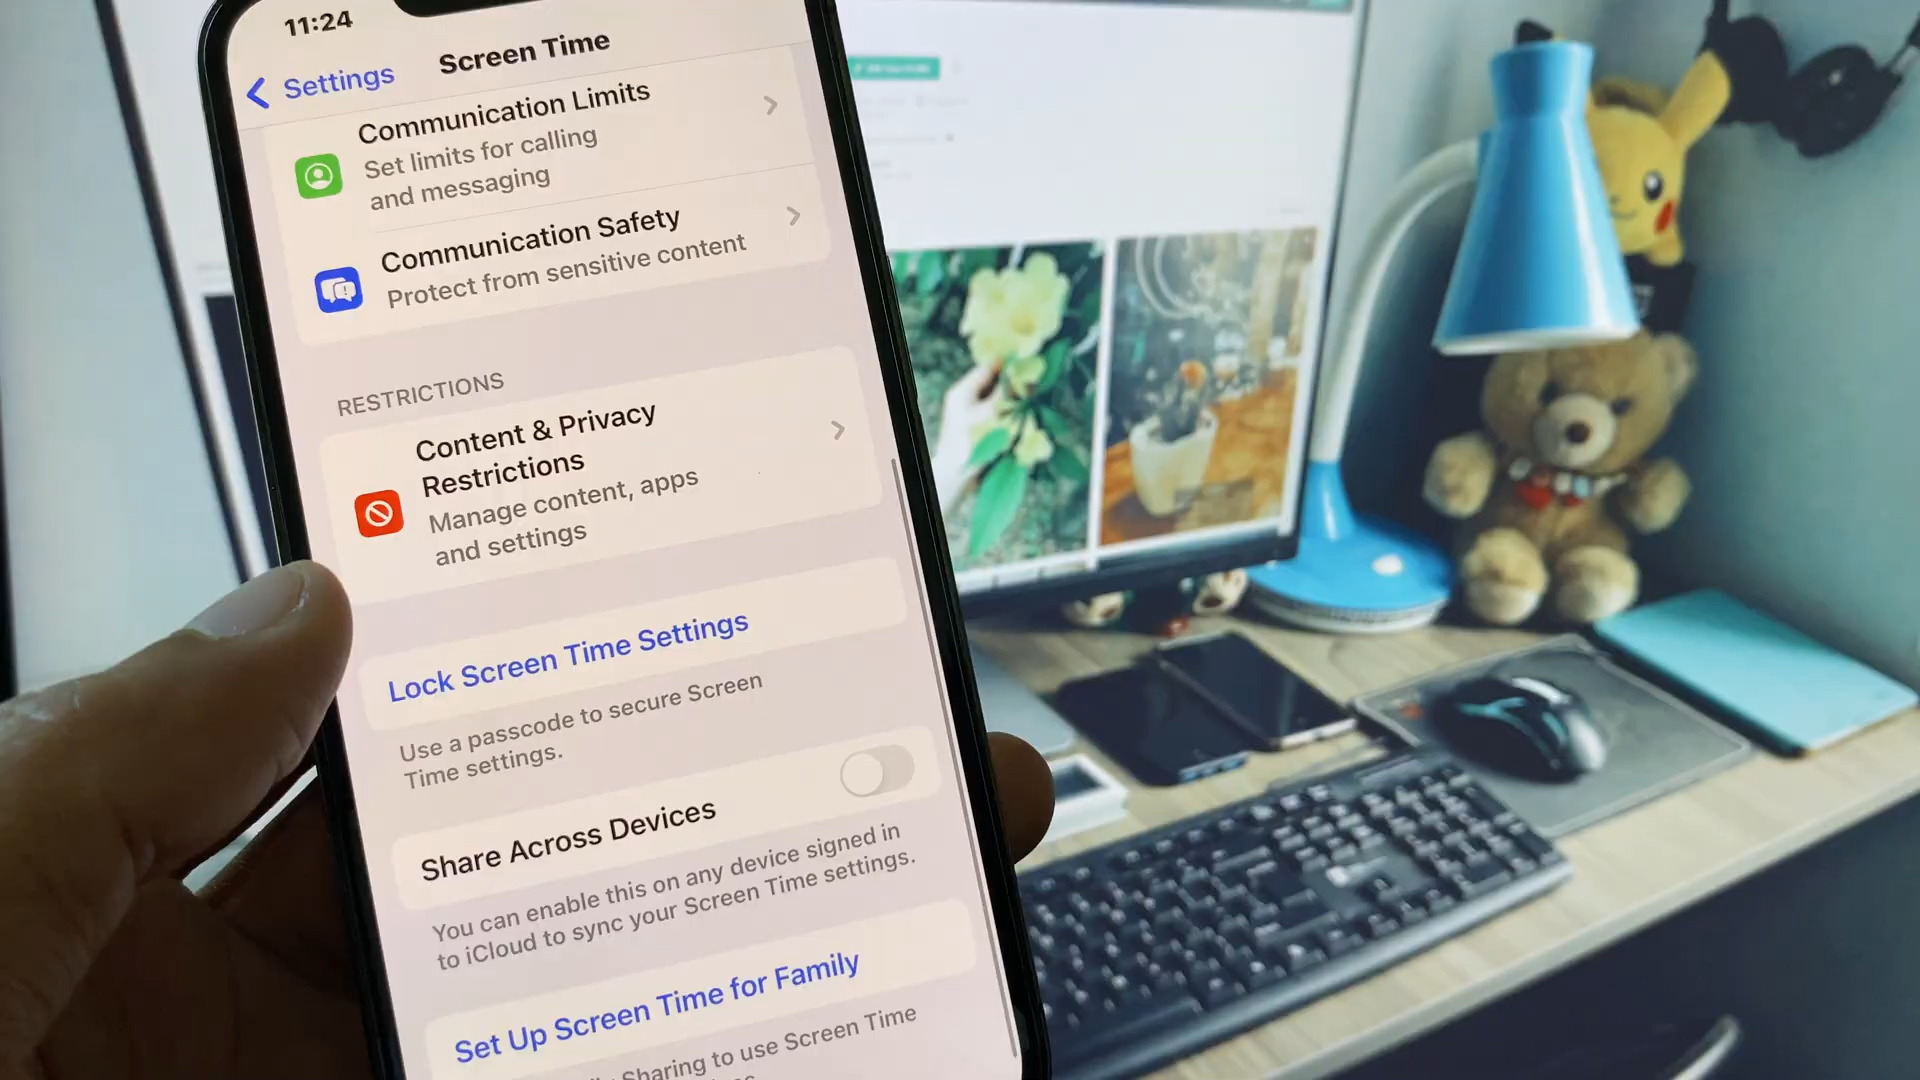 11:24
Settings
Screen Time
Communication Limits
Set limits for calling
and messaging
Communication Safety
Protect from sensitive content
RESTRICTIONS
Content & Privacy
Restrictions
Manage content, apps
and settings
Lock Screen Time Settings
Use a passcode to secure Screen
Time settings.
Share Across Devices
You can enable this on any device signed in
to iCloud to sync your Screen Time settings.
Set Up Screen Time for Family
Sharing to use Screen Time